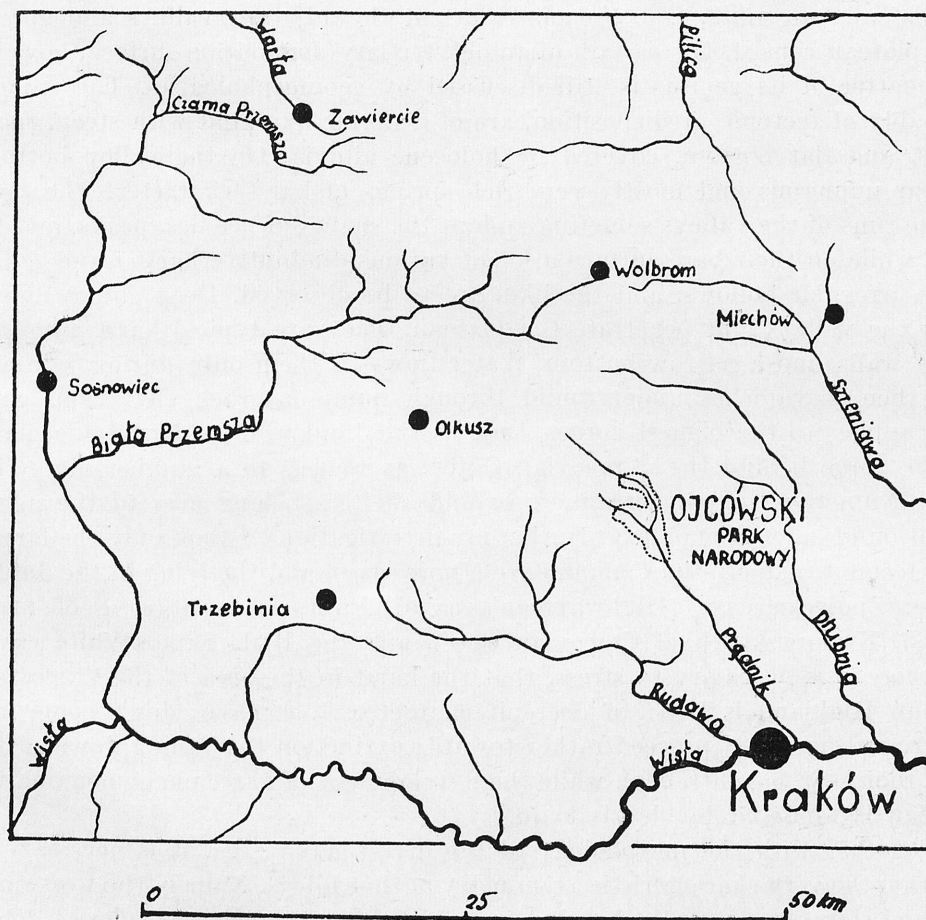 Warta
Pilica
Czarna Przemsza
Zawiercie
Wolbrom
Miechów
Sosnowiec
Szreniawa
Biała Przemsza
Olkusz
OJCÓWSKI
PARK
NARODOWY
Trzebinia
Prądnik
Dłubnia
Rudawa
Wisła
Wisła
Kraków
0 25 50 km